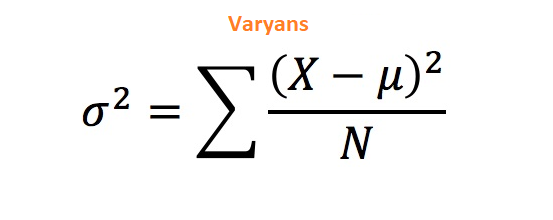 Varyans
σ² = ∑ (X − μ)² / N